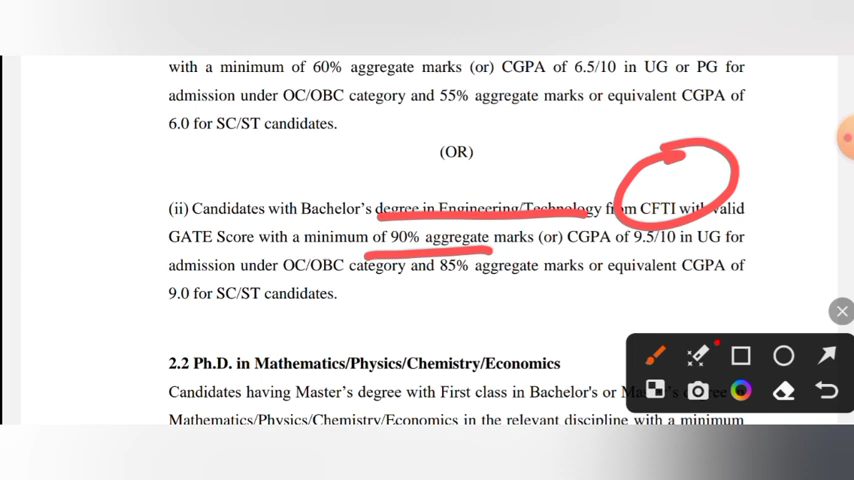 with a minimum of 60% aggregate marks (or) CGPA of 6.5/10 in UG or PG for
admission under OC/OBC category and 55% aggregate marks or equivalent CGPA of
6.0 for SC/ST candidates.
(OR)
(ii) Candidates with Bachelor's degree in Engineering/Technology from CFTI with valid
GATE Score with a minimum of 90% aggregate marks (or) CGPA of 9.5/10 in UG for
admission under OC/OBC category and 85% aggregate marks or equivalent CGPA of
9.0 for SC/ST candidates.
2.2 Ph.D. in Mathematics/Physics/Chemistry/Economics
Candidates having Master's degree with First class in Bachelor's or
Mathematics/Physics/Chemistry/Economics in the relevant discipline with a minimum